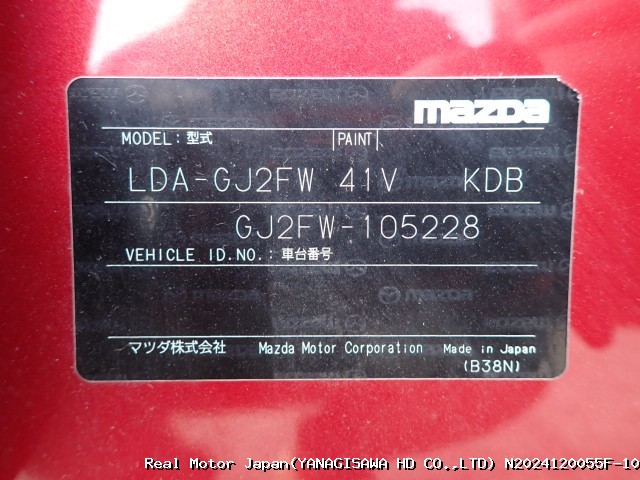 mazda
MODEL: 型式 |PAINT|
LDA-GJ2FW 41V KDB
GJ2FW-105228
VEHICLE ID.NO.: 車台番号
マツダ株式会社 Mazda Motor Corporation Made in Japan
(B38N)
Real Motor Japan(YANAGISAWA HD CO.,LTD) N2024120055F-10